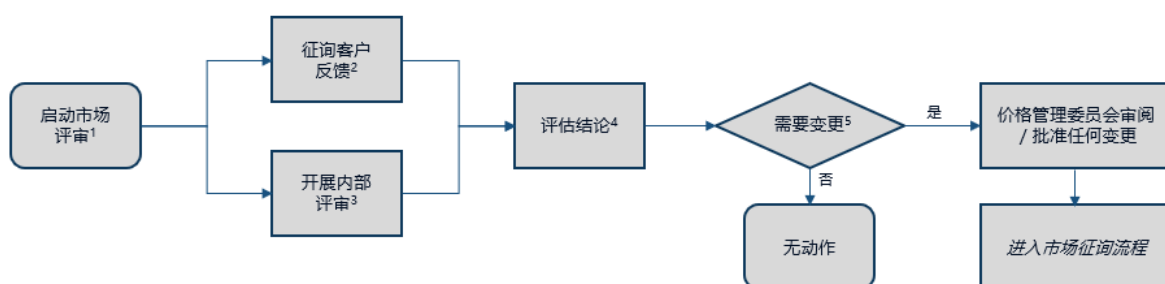 启动市场
评审¹
征询客户
反馈²
开展内部
评审³
评估结论⁴
需要变更⁵
是
否
价格管理委员会审阅
/ 批准任何变更
无动作
进入市场征询流程